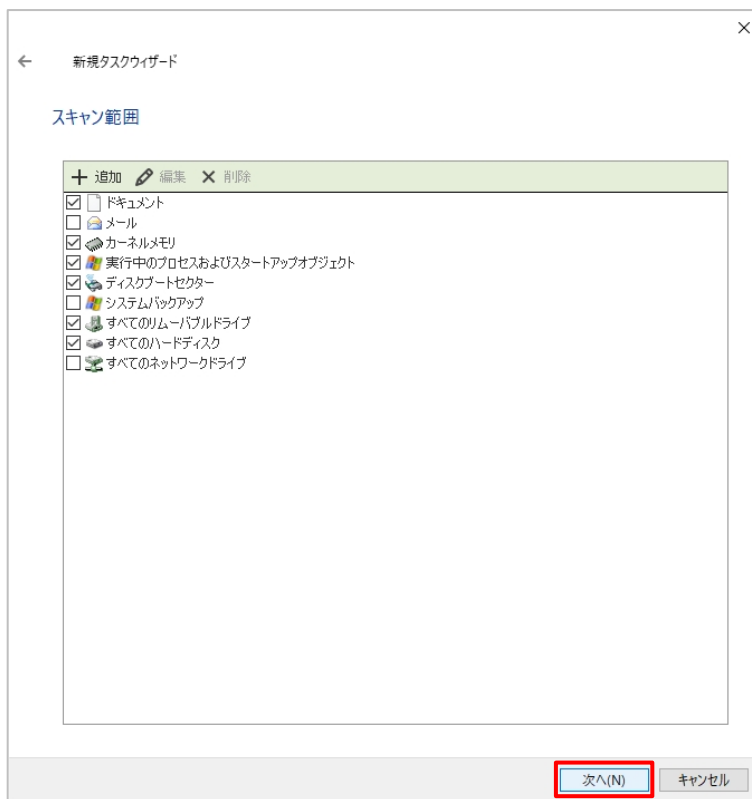 新規タスクウィザード
スキャン範囲
追加 編集 削除
ドキュメント
メール
カーネルメモリ
実行中のプロセスおよびスタートアップオブジェクト
ディスクブートセクター
システムバックアップ
すべてのリムーバブルドライブ
すべてのハードディスク
すべてのネットワークドライブ
次へ(N) キャンセル